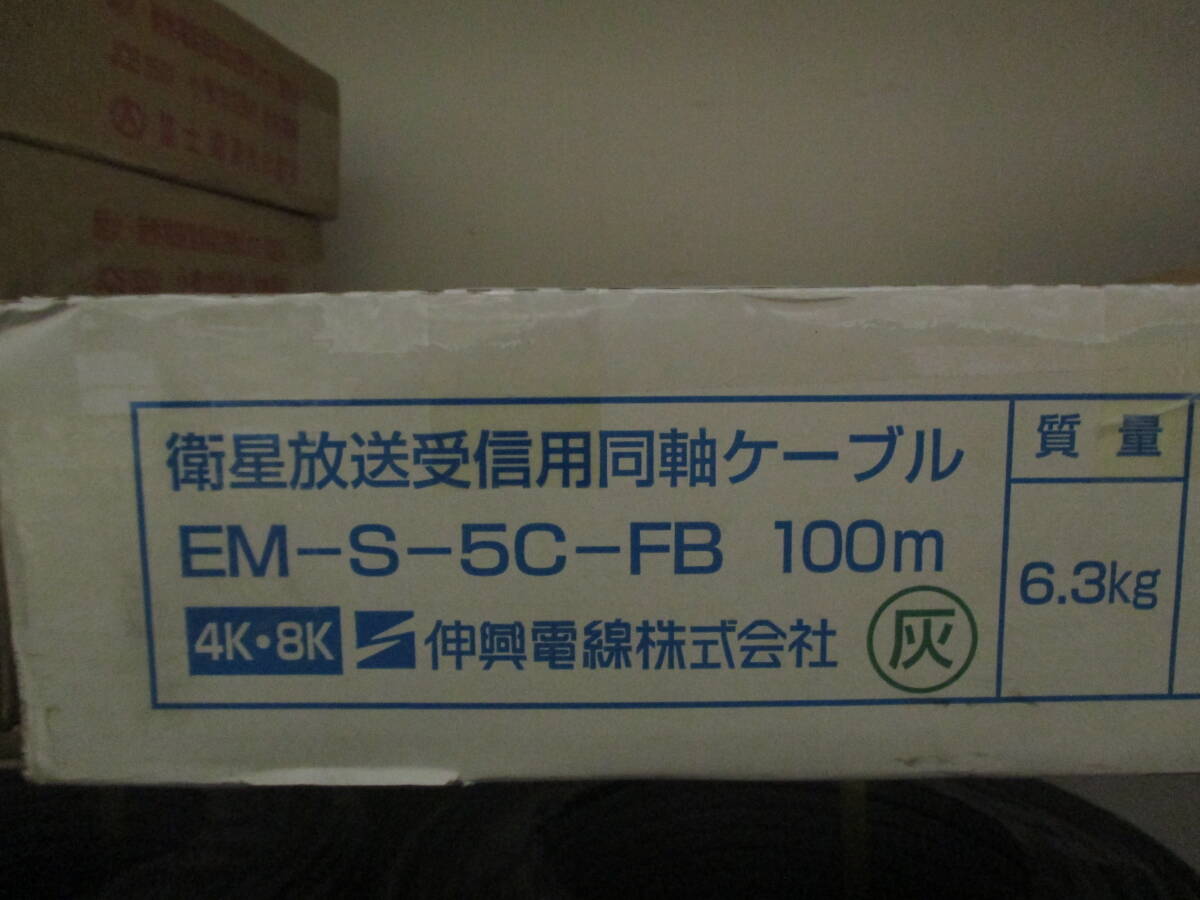 衛星放送受信用同軸ケーブル
EM-S-5C-FB 100m
4K・8K 伸興電線株式会社 灰
質量
6.3kg